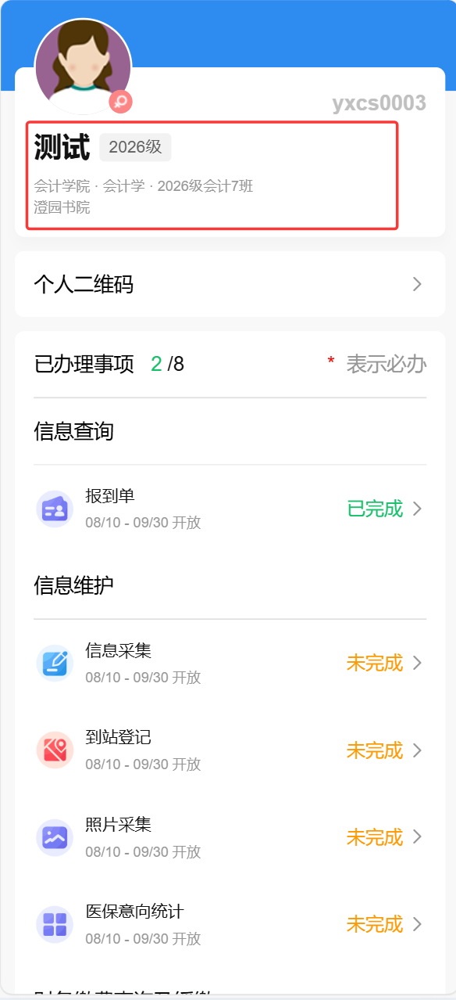 yxcs0003
测试 2026级
会计学院 · 会计学 · 2026级会计7班
澄园书院
个人二维码
已办理事项 2 /8 * 表示必办
信息查询
报到单
08/10 - 09/30 开放
已完成
信息维护
信息采集
08/10 - 09/30 开放
未完成
到站登记
08/10 - 09/30 开放
未完成
照片采集
08/10 - 09/30 开放
未完成
医保意向统计
08/10 - 09/30 开放
未完成